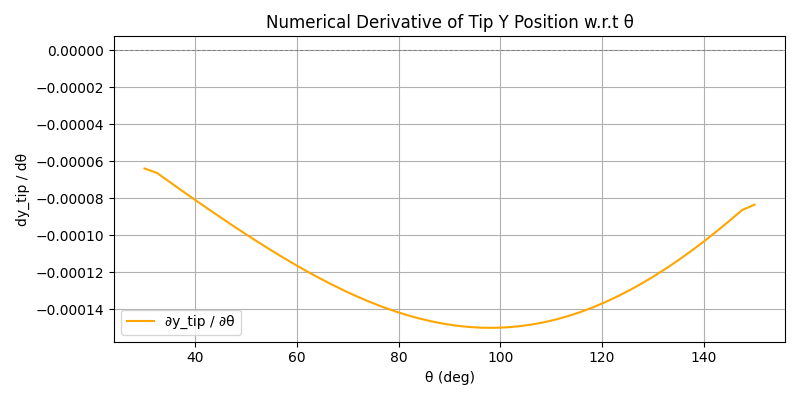 Numerical Derivative of Tip Y Position w.r.t θ
0.00000
−0.00002
−0.00004
−0.00006
−0.00008
−0.00010
−0.00012
−0.00014
dy_tip / dθ
∂y_tip / ∂θ
40 60 80 100 120 140
θ (deg)